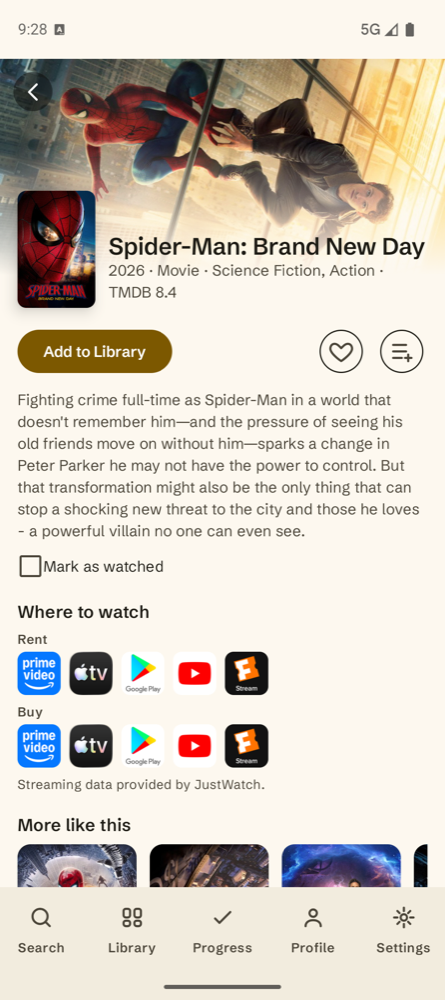 9:28 A
5G
Spider-Man: Brand New Day
2026 · Movie · Science Fiction, Action ·
TMDB 8.4
SPIDER-MAN
BRAND NEW DAY
Add to Library
Fighting crime full-time as Spider-Man in a world that
doesn't remember him—and the pressure of seeing his
old friends move on without him—sparks a change in
Peter Parker he may not have the power to control. But
that transformation might also be the only thing that can
stop a shocking new threat to the city and those he loves
- a powerful villain no one can even see.
Mark as watched
Where to watch
Rent
prime video
tv
Google Play
Stream
Buy
prime video
tv
Google Play
Stream
Streaming data provided by JustWatch.
More like this
Search
Library
Progress
Profile
Settings